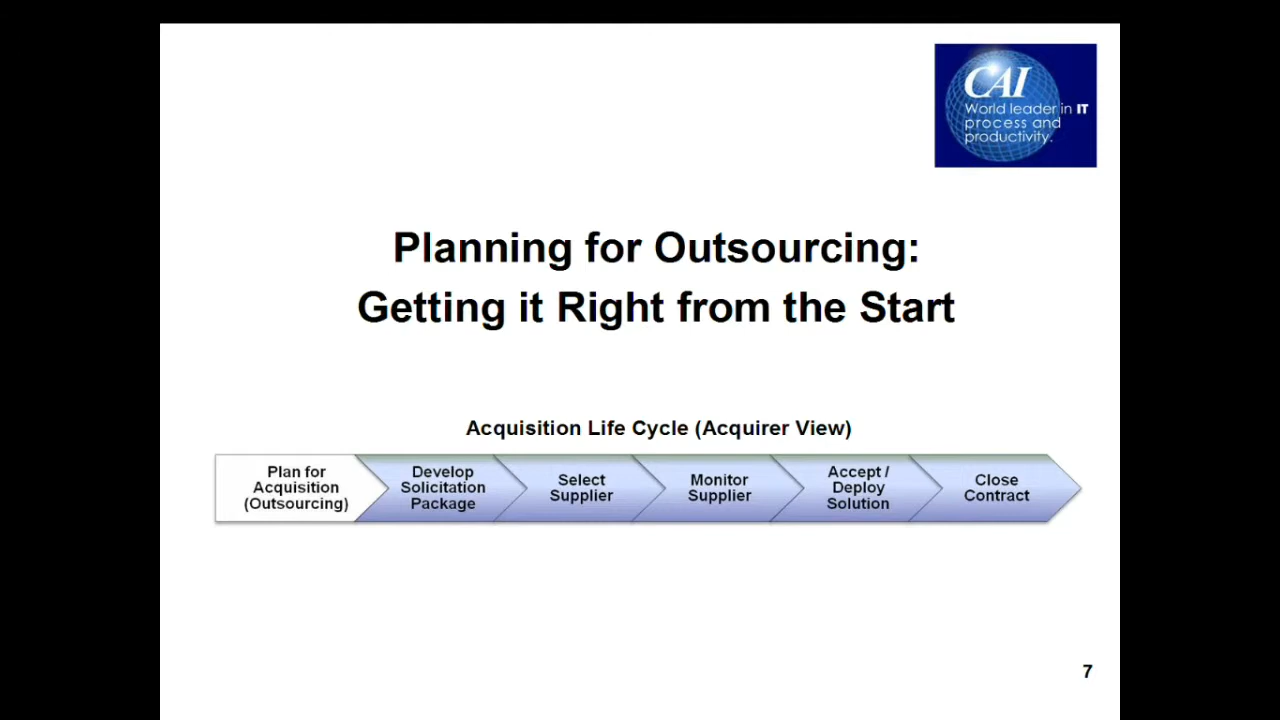 CAI
World leader in IT
process and
productivity.
Planning for Outsourcing:
Getting it Right from the Start
Acquisition Life Cycle (Acquirer View)
Plan for
Acquisition
(Outsourcing)
Develop
Solicitation
Package
Select
Supplier
Monitor
Supplier
Accept /
Deploy
Solution
Close
Contract
7